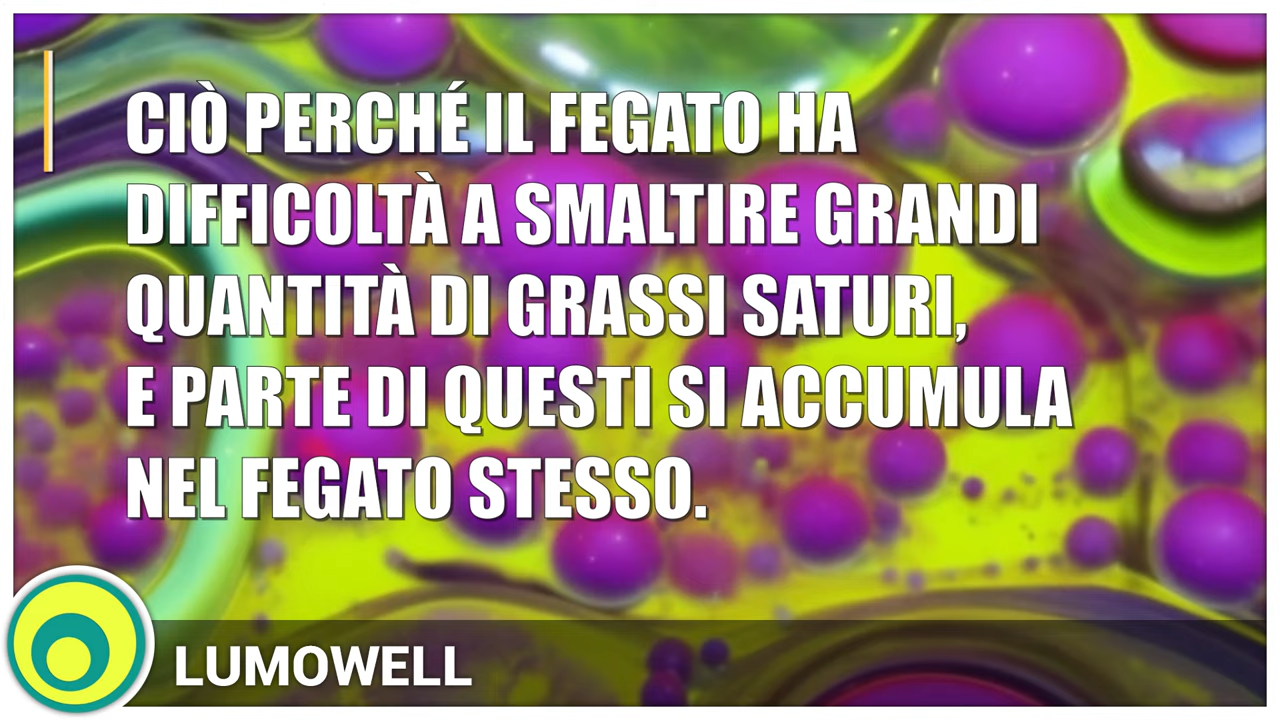 CIÒ PERCHÉ IL FEGATO HA
DIFFICOLTÀ A SMALTIRE GRANDI
QUANTITÀ DI GRASSI SATURI,
E PARTE DI QUESTI SI ACCUMULA
NEL FEGATO STESSO.
LUMOWELL